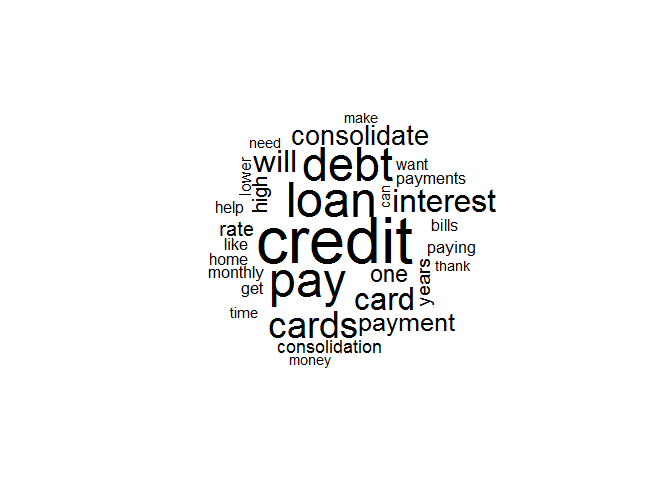 make
need
consolidate
will
debt
want
lower
high
loan
can
payments
interest
help
rate
credit
bills
like
paying
home
monthly
pay
one
thank
years
get
card
time
cards
payment
consolidation
money